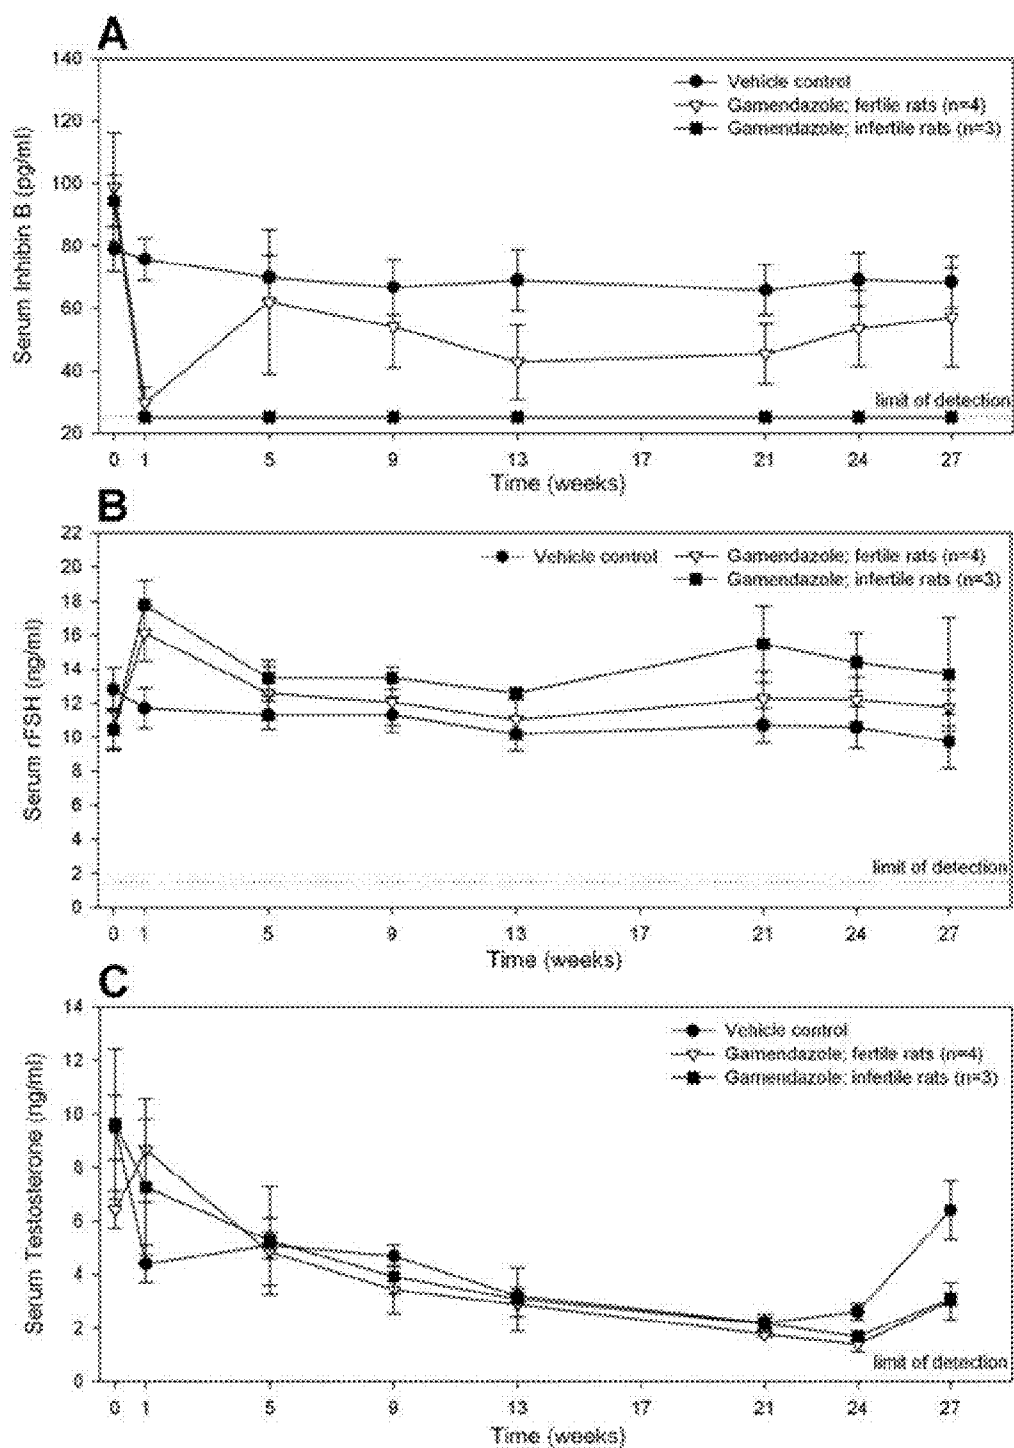 A
140
120
100
80
60
40
20
Serum Inhibin B (pg/ml)
Vehicle control
Gamendazole; fertile rats (n=4)
Gamendazole; infertile rats (n=3)
limit of detection
0 1 5 9 13 17 21 24 27
Time (weeks)
B
22
20
18
16
14
12
10
8
6
4
2
0
Serum rFSH (ng/ml)
Vehicle control Gamendazole; fertile rats (n=4)
Gamendazole; infertile rats (n=3)
limit of detection
0 1 5 9 13 17 21 24 27
Time (weeks)
C
14
12
10
8
6
4
2
0
Serum Testosterone (ng/ml)
Vehicle control
Gamendazole; fertile rats (n=4)
Gamendazole; infertile rats (n=3)
limit of detection
0 1 5 9 13 17 21 24 27
Time (weeks)